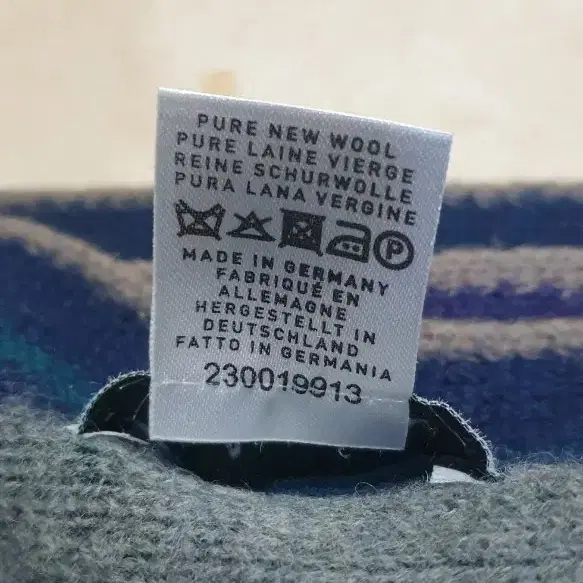 PURE NEW WOOL
PURE LAINE VIERGE
REINE SCHURWOLLE
PURA LANA VERGINE
P
MADE IN GERMANY
FABRIQUÉ EN
ALLEMAGNE
HERGESTELLT IN
DEUTSCHLAND
FATTO IN GERMANIA
230019913